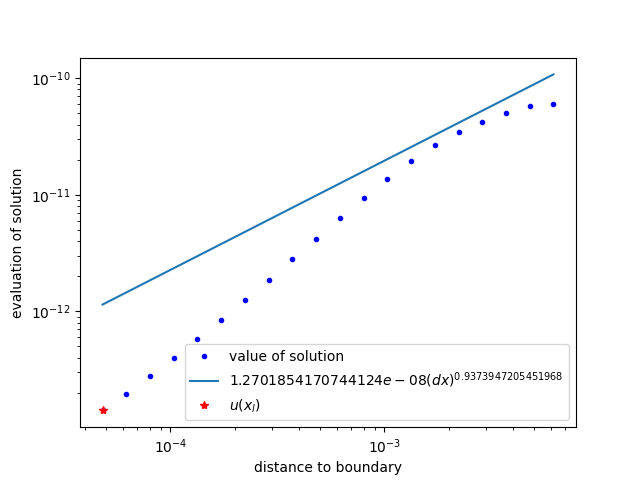 10⁻¹⁰
10⁻¹¹
10⁻¹²
evaluation of solution
value of solution
1.2701854170744124e − 08(dx)^0.9373947205451968
u(x_l)
10⁻⁴
10⁻³
distance to boundary